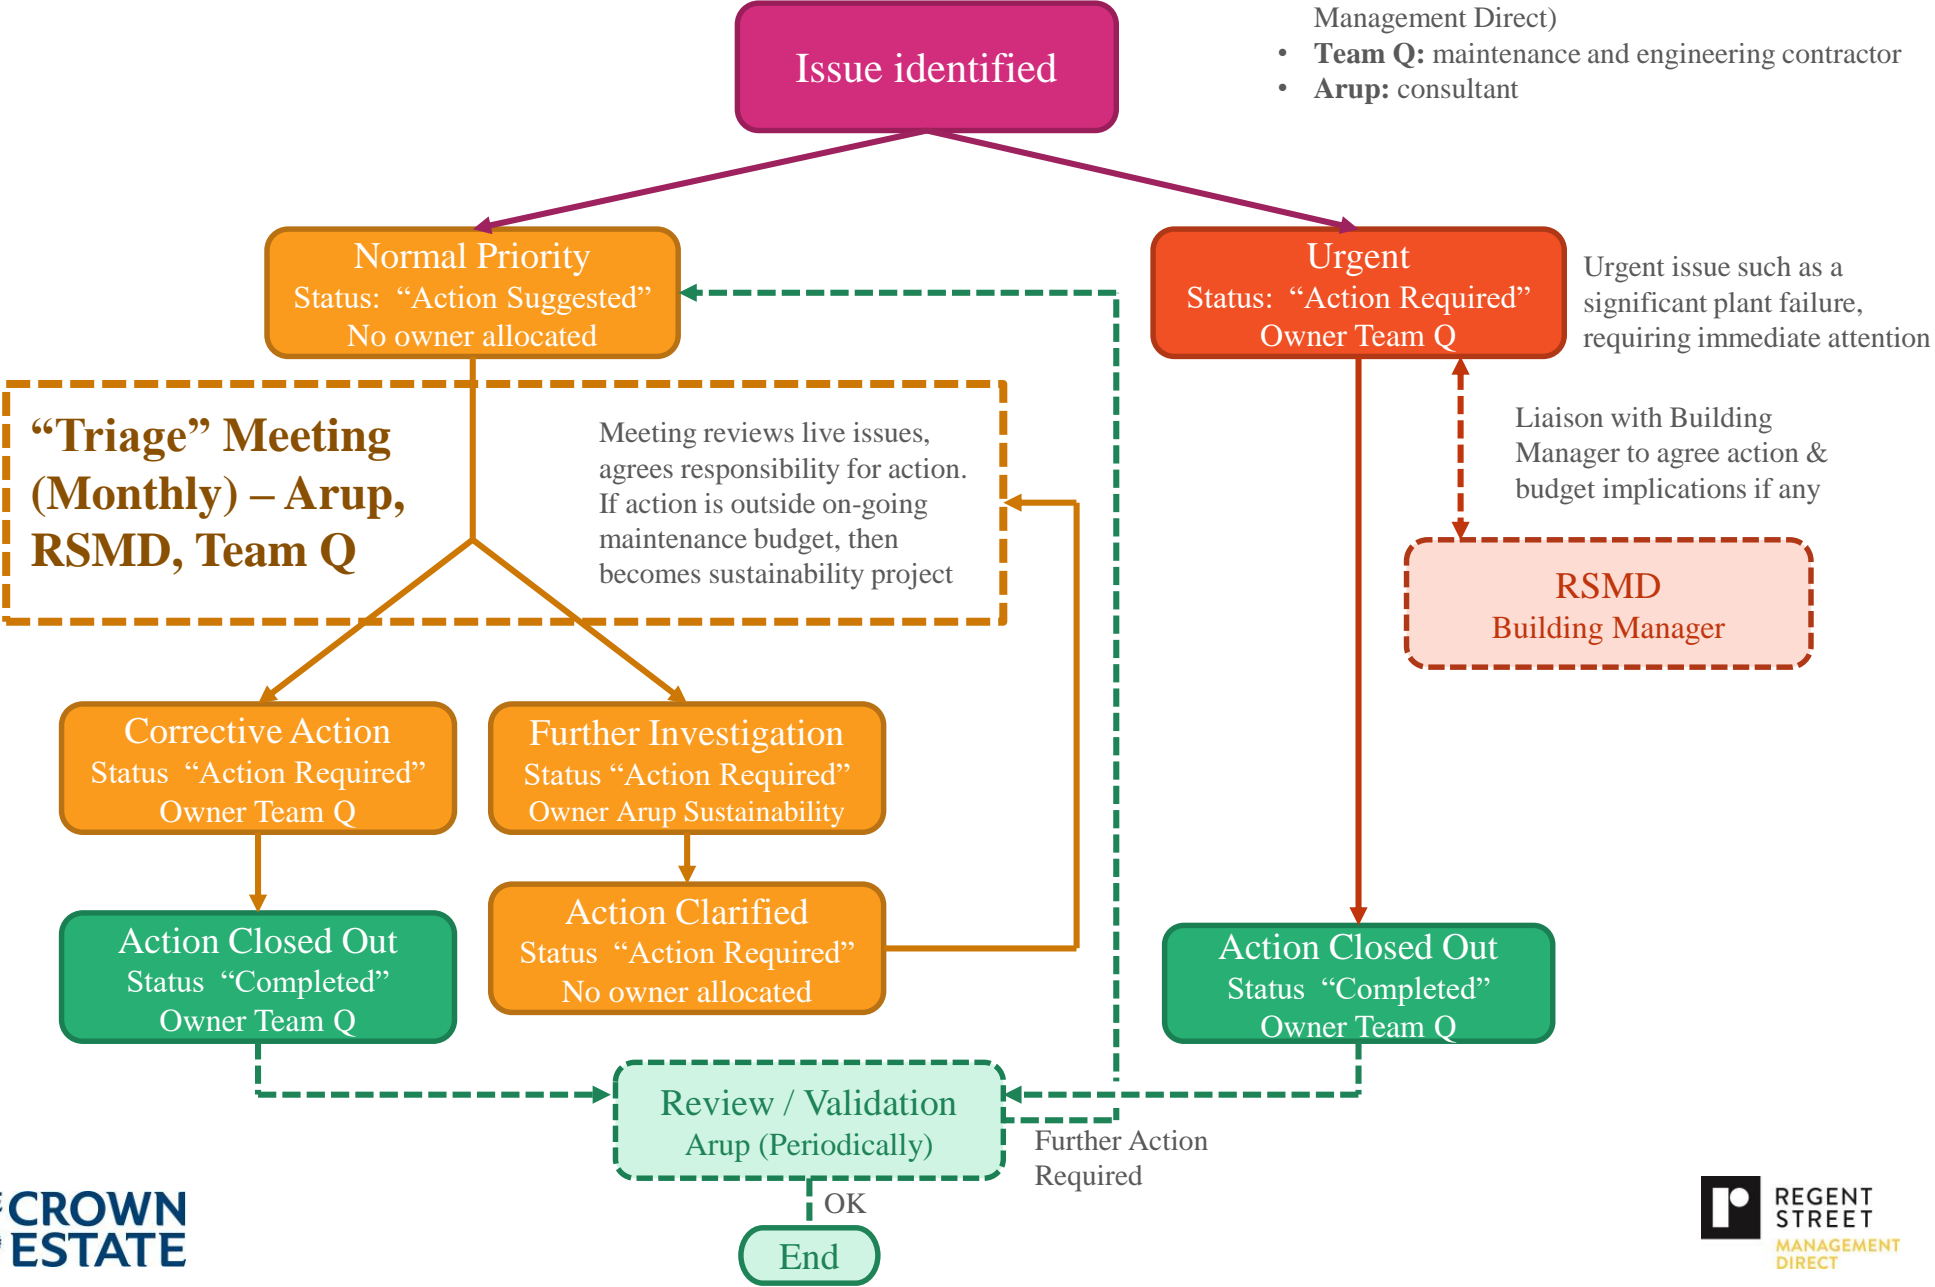 Management Direct)
• Team Q: maintenance and engineering contractor
• Arup: consultant
Issue identified
Normal Priority
Status:  “Action Suggested”
No owner allocated
Urgent
Status:  “Action Required”
Owner Team Q
Urgent issue such as a
significant plant failure,
requiring immediate attention
“Triage” Meeting
(Monthly) – Arup,
RSMD, Team Q
Meeting reviews live issues,
agrees responsibility for action.
If action is outside on-going
maintenance budget, then
becomes sustainability project
Liaison with Building
Manager to agree action &
budget implications if any
RSMD
Building Manager
Corrective Action
Status  “Action Required”
Owner Team Q
Further Investigation
Status “Action Required”
Owner Arup Sustainability
Action Closed Out
Status  “Completed”
Owner Team Q
Action Clarified
Status  “Action Required”
No owner allocated
Action Closed Out
Status  “Completed”
Owner Team Q
Review / Validation
Arup (Periodically)
Further Action
Required
OK
End
CROWN
ESTATE
r
REGENT
STREET
MANAGEMENT
DIRECT